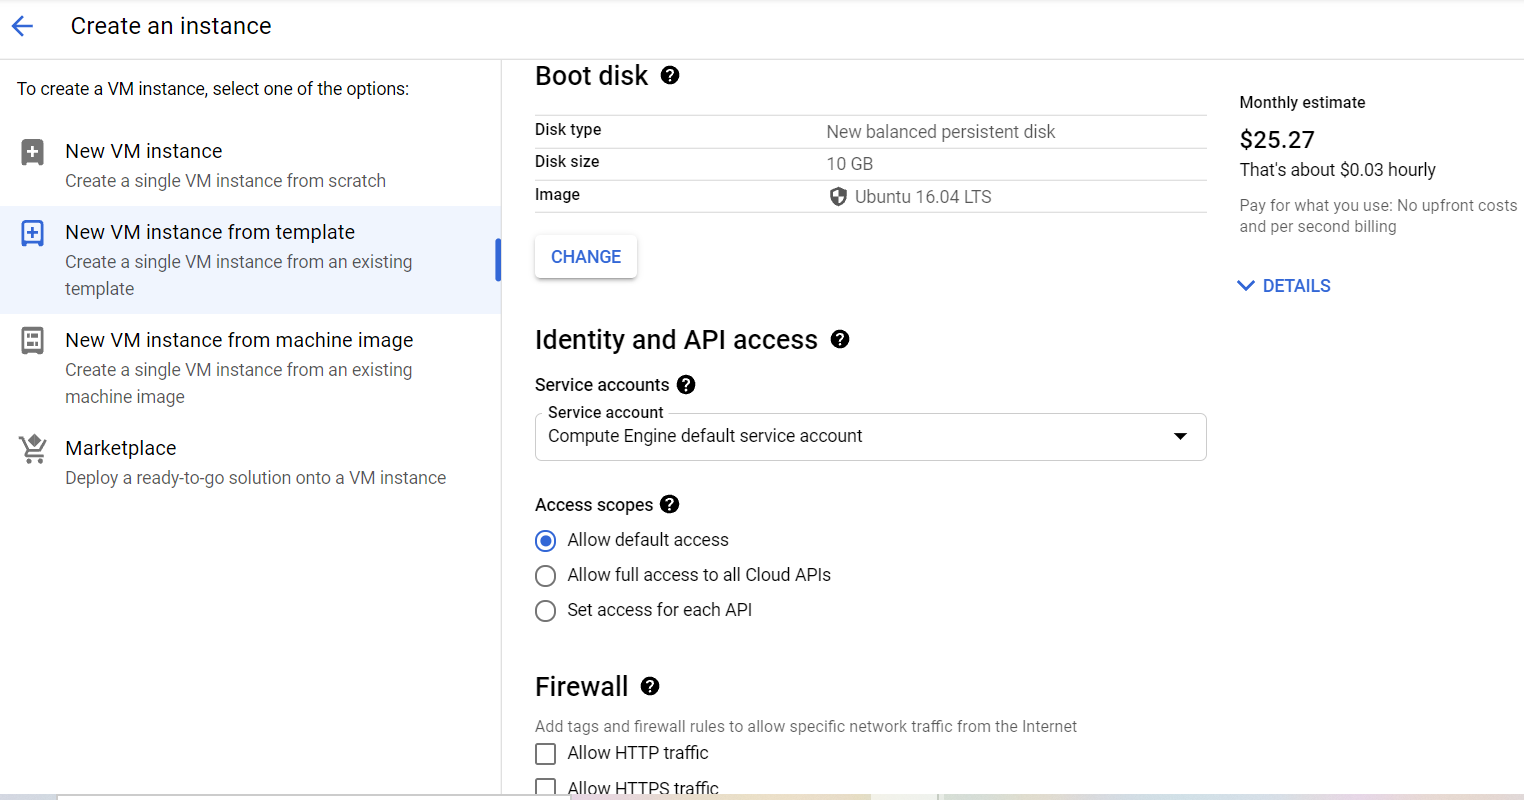 Create an instance
To create a VM instance, select one of the options:
New VM instance
Create a single VM instance from scratch
New VM instance from template
Create a single VM instance from an existing
template
New VM instance from machine image
Create a single VM instance from an existing
machine image
Marketplace
Deploy a ready-to-go solution onto a VM instance
Boot disk
Disk type New balanced persistent disk
Disk size 10 GB
Image Ubuntu 16.04 LTS
CHANGE
Identity and API access
Service accounts
Service account
Compute Engine default service account
Access scopes
Allow default access
Allow full access to all Cloud APIs
Set access for each API
Firewall
Add tags and firewall rules to allow specific network traffic from the Internet
Allow HTTP traffic
Allow HTTPS traffic
Monthly estimate
$25.27
That's about $0.03 hourly
Pay for what you use: No upfront costs
and per second billing
DETAILS